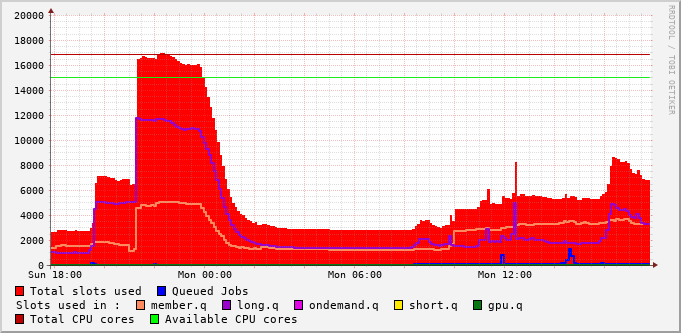 20000
18000
16000
14000
12000
10000
8000
6000
4000
2000
0
Sun 18:00 Mon 00:00 Mon 06:00 Mon 12:00
RRDTOOL / TOBI OETIKER
Total slots used Queued Jobs
Slots used in : member.q long.q ondemand.q short.q gpu.q
Total CPU cores Available CPU cores